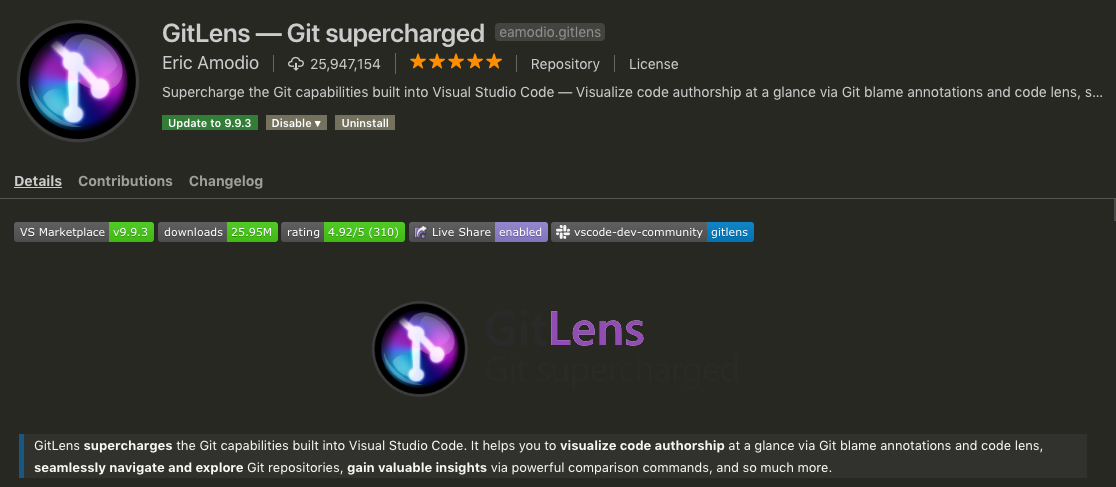 GitLens — Git supercharged eamodio.gitlens
Eric Amodio 25,947,154 Repository License
Supercharge the Git capabilities built into Visual Studio Code — Visualize code authorship at a glance via Git blame annotations and code lens, s...
Update to 9.9.3 Disable ▾ Uninstall
Details Contributions Changelog
VS Marketplace v9.9.3 downloads 25.95M rating 4.92/5 (310) Live Share enabled vscode-dev-community gitlens
GitLens
Git supercharged
GitLens supercharges the Git capabilities built into Visual Studio Code. It helps you to visualize code authorship at a glance via Git blame annotations and code lens,
seamlessly navigate and explore Git repositories, gain valuable insights via powerful comparison commands, and so much more.